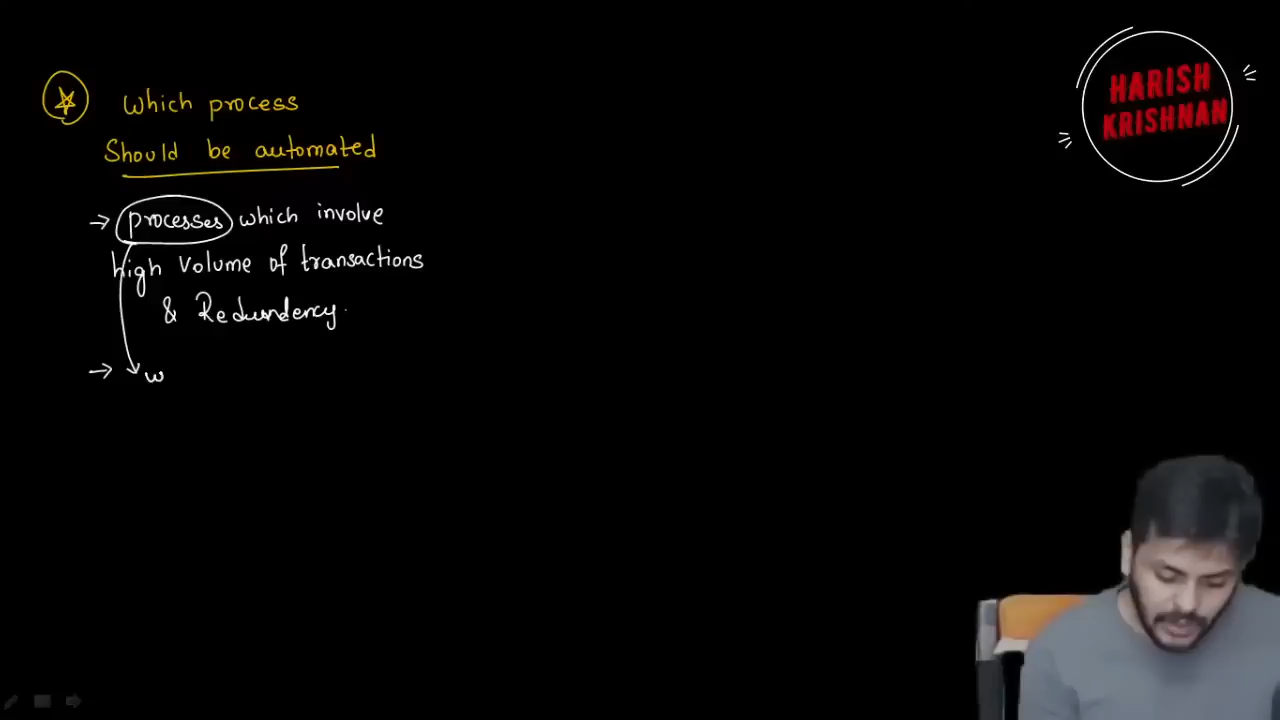 Which process
Should be automated
→ processes which involve
high volume of transactions
& Redundency.
→ w
HARISH
KRISHNAN